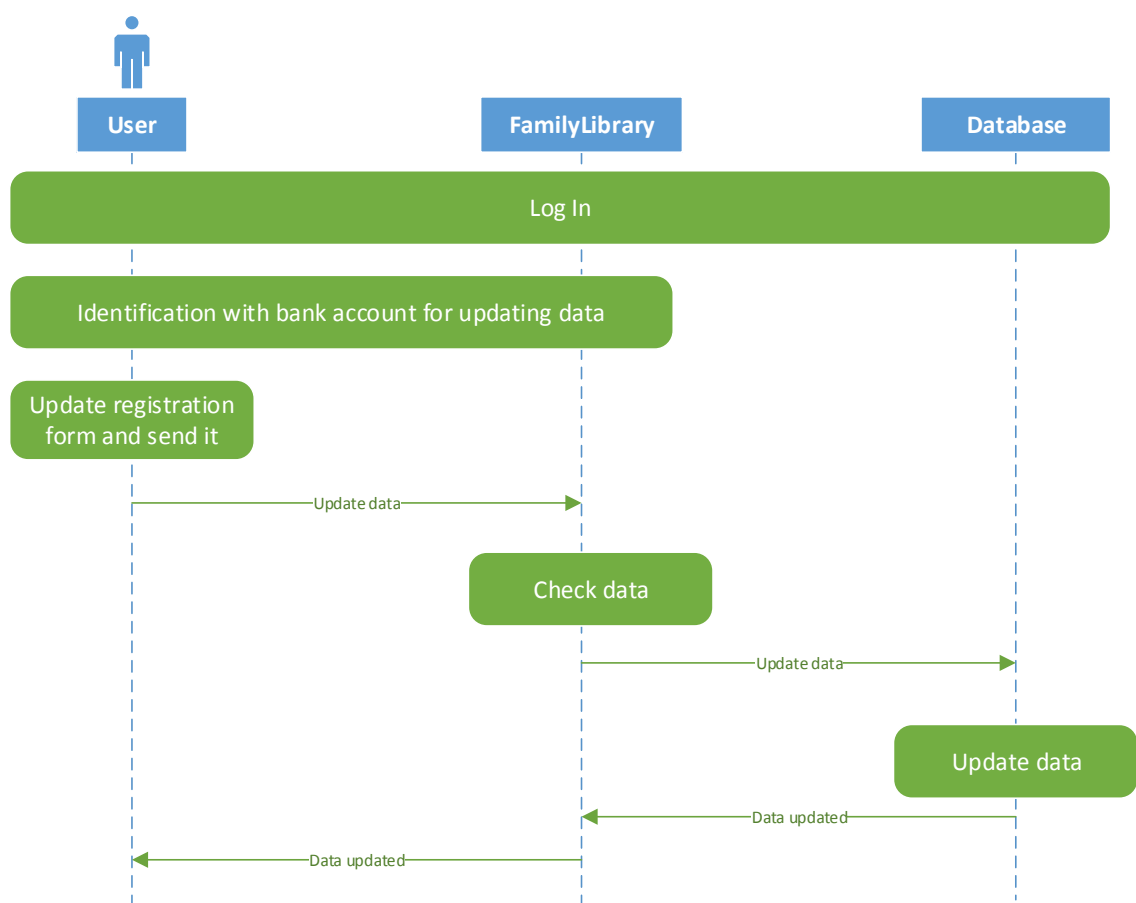 User
FamilyLibrary
Database
Log In
Identification with bank account for updating data
Update registration
form and send it
Update data
Check data
Update data
Update data
Data updated
Data updated